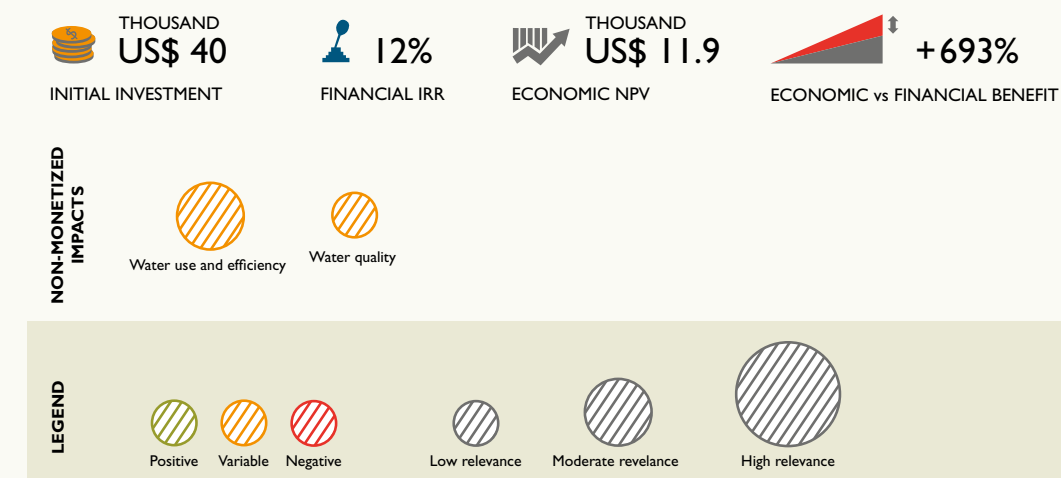 THOUSAND
US$ 40
INITIAL INVESTMENT
12%
FINANCIAL IRR
THOUSAND
US$ 11.9
ECONOMIC NPV
+693%
ECONOMIC vs FINANCIAL BENEFIT
NON-MONETIZED
IMPACTS
Water use and efficiency
Water quality
LEGEND
Positive
Variable
Negative
Low relevance
Moderate revelance
High relevance